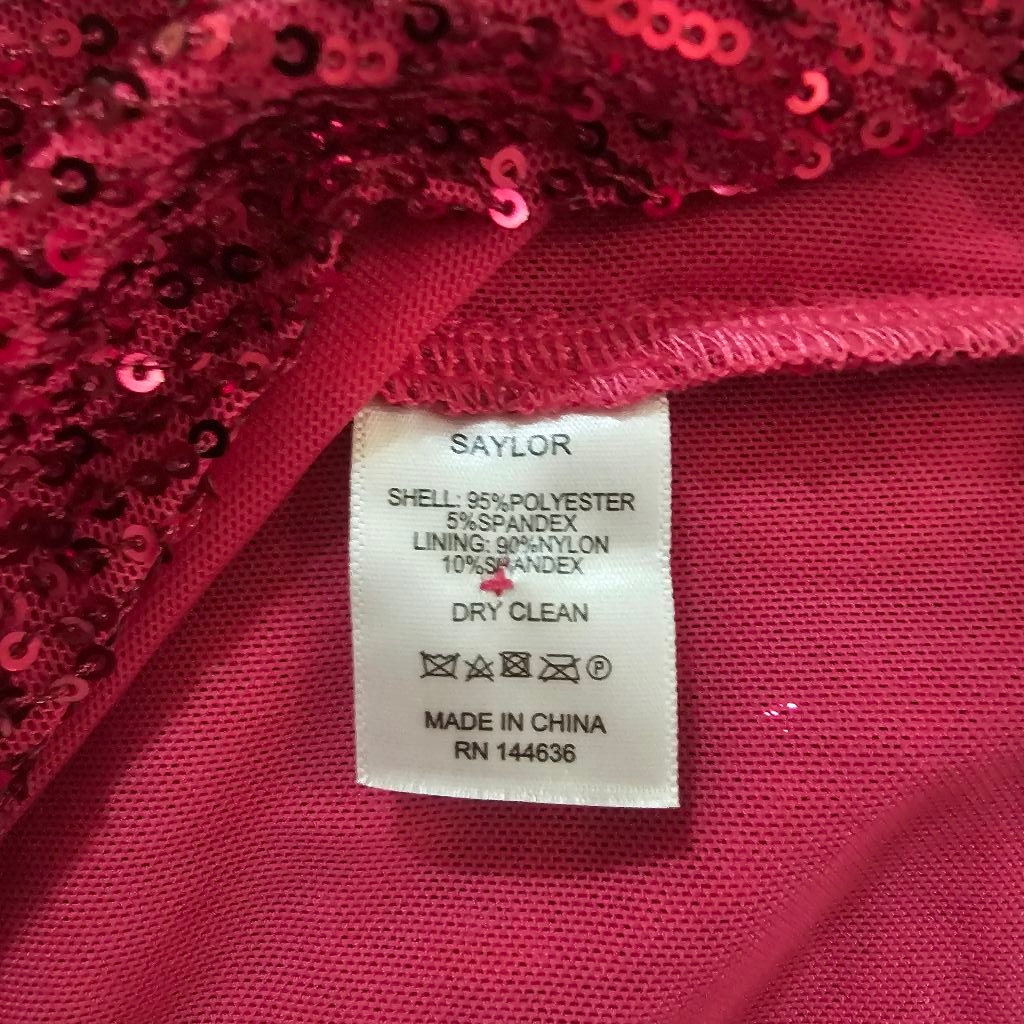 SAYLOR
SHELL: 95%POLYESTER
5%SPANDEX
LINING: 90%NYLON
10%SPANDEX
DRY CLEAN
Ⓟ
MADE IN CHINA
RN 144636